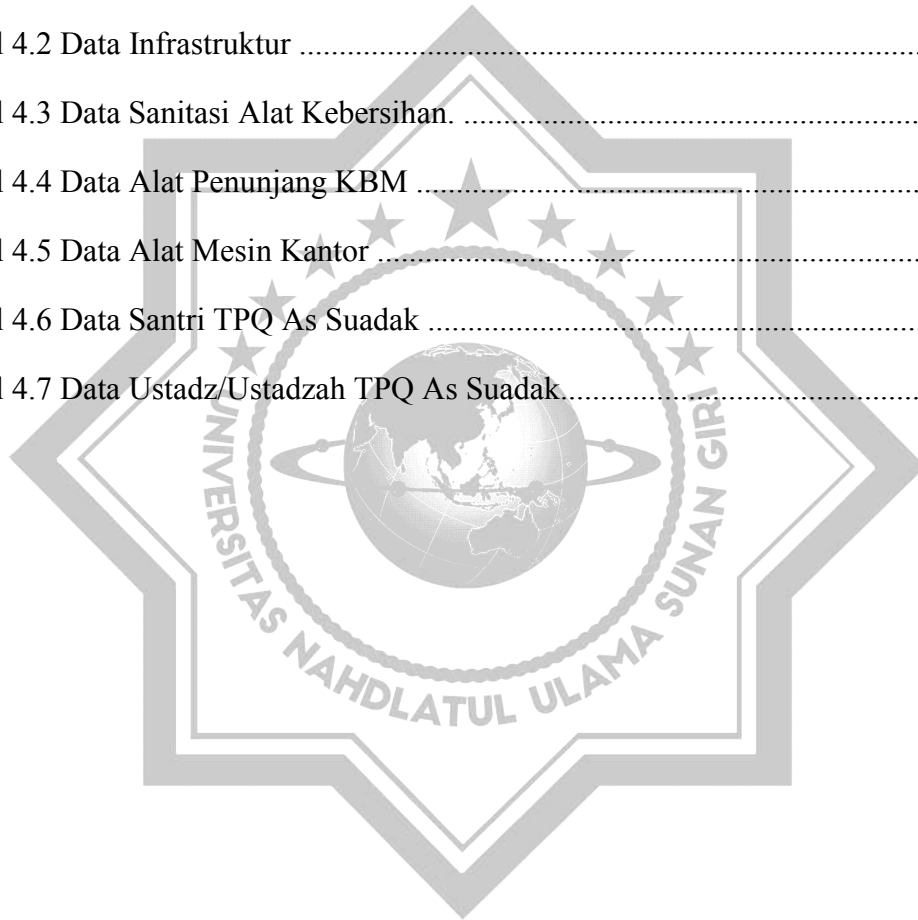 l 4.2 Data Infrastruktur ....................................................................................
l 4.3 Data Sanitasi Alat Kebersihan. ..........................................................
l 4.4 Data Alat Penunjang KBM .................................................................
l 4.5 Data Alat Mesin Kantor .......................................................................
l 4.6 Data Santri TPQ As Suadak ................................................................
l 4.7 Data Ustadz/Ustadzah TPQ As Suadak..............................................
UNIVERSITAS NAHDLATUL ULAMA SUNAN GIRI